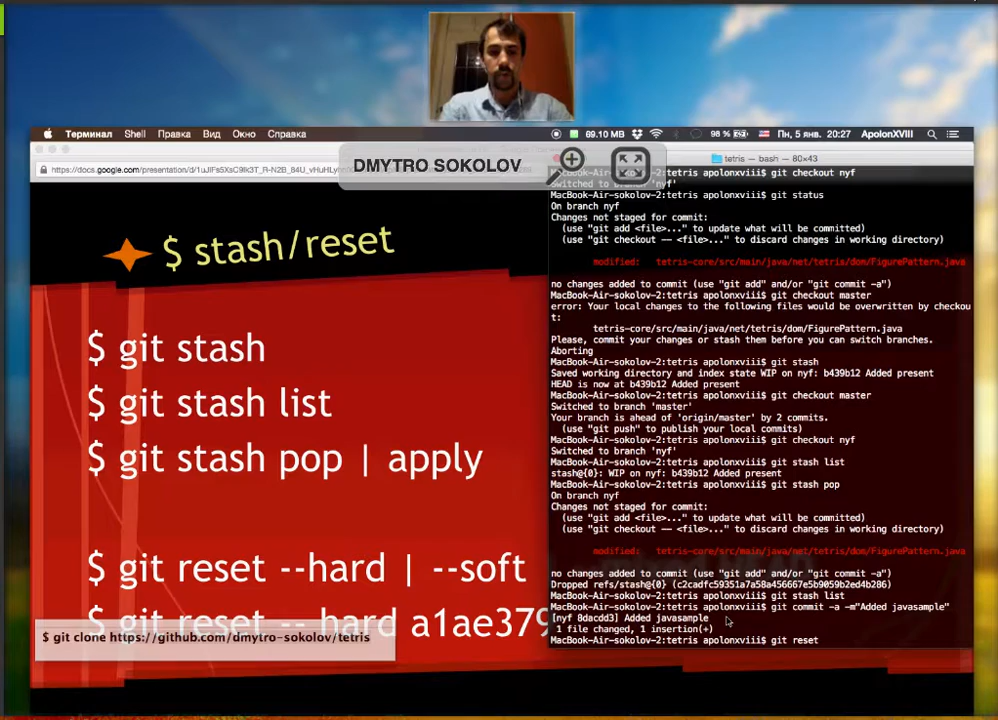 Терминал Shell Правка Вид Окно Справка 69.10 MB 98 % Пн, 5 янв. 20:27 ApolonXVIII
DMYTRO SOKOLOV
tetris — bash — 80×43
$ stash/reset
$ git stash
$ git stash list
$ git stash pop | apply
$ git reset --hard | --soft
$ git reset -- hard a1ae379
$ git clone https://github.com/dmytro-sokolov/tetris
MacBook-Air-sokolov-2:tetris apolonxviii$ git checkout nyf
Switched to branch 'nyf'
MacBook-Air-sokolov-2:tetris apolonxviii$ git status
On branch nyf
Changes not staged for commit:
(use "git add <file>..." to update what will be committed)
(use "git checkout -- <file>..." to discard changes in working directory)
modified: tetris-core/src/main/java/net/tetris/dom/FigurePattern.java
no changes added to commit (use "git add" and/or "git commit -a")
MacBook-Air-sokolov-2:tetris apolonxviii$ git checkout master
error: Your local changes to the following files would be overwritten by checkou
t:
tetris-core/src/main/java/net/tetris/dom/FigurePattern.java
Please, commit your changes or stash them before you can switch branches.
Aborting
MacBook-Air-sokolov-2:tetris apolonxviii$ git stash
Saved working directory and index state WIP on nyf: b439b12 Added present
HEAD is now at b439b12 Added present
MacBook-Air-sokolov-2:tetris apolonxviii$ git checkout master
Switched to branch 'master'
Your branch is ahead of 'origin/master' by 2 commits.
(use "git push" to publish your local commits)
MacBook-Air-sokolov-2:tetris apolonxviii$ git checkout nyf
Switched to branch 'nyf'
MacBook-Air-sokolov-2:tetris apolonxviii$ git stash list
stash@{0}: WIP on nyf: b439b12 Added present
MacBook-Air-sokolov-2:tetris apolonxviii$ git stash pop
On branch nyf
Changes not staged for commit:
(use "git add <file>..." to update what will be committed)
(use "git checkout -- <file>..." to discard changes in working directory)
modified: tetris-core/src/main/java/net/tetris/dom/FigurePattern.java
no changes added to commit (use "git add" and/or "git commit -a")
Dropped refs/stash@{0} (c2cadfc59351a7a58a456667e5b9059b2ed4b286)
MacBook-Air-sokolov-2:tetris apolonxviii$ git stash list
MacBook-Air-sokolov-2:tetris apolonxviii$ git commit -a -m"Added javasample"
[nyf 8dacdd3] Added javasample
1 file changed, 1 insertion(+)
MacBook-Air-sokolov-2:tetris apolonxviii$ git reset